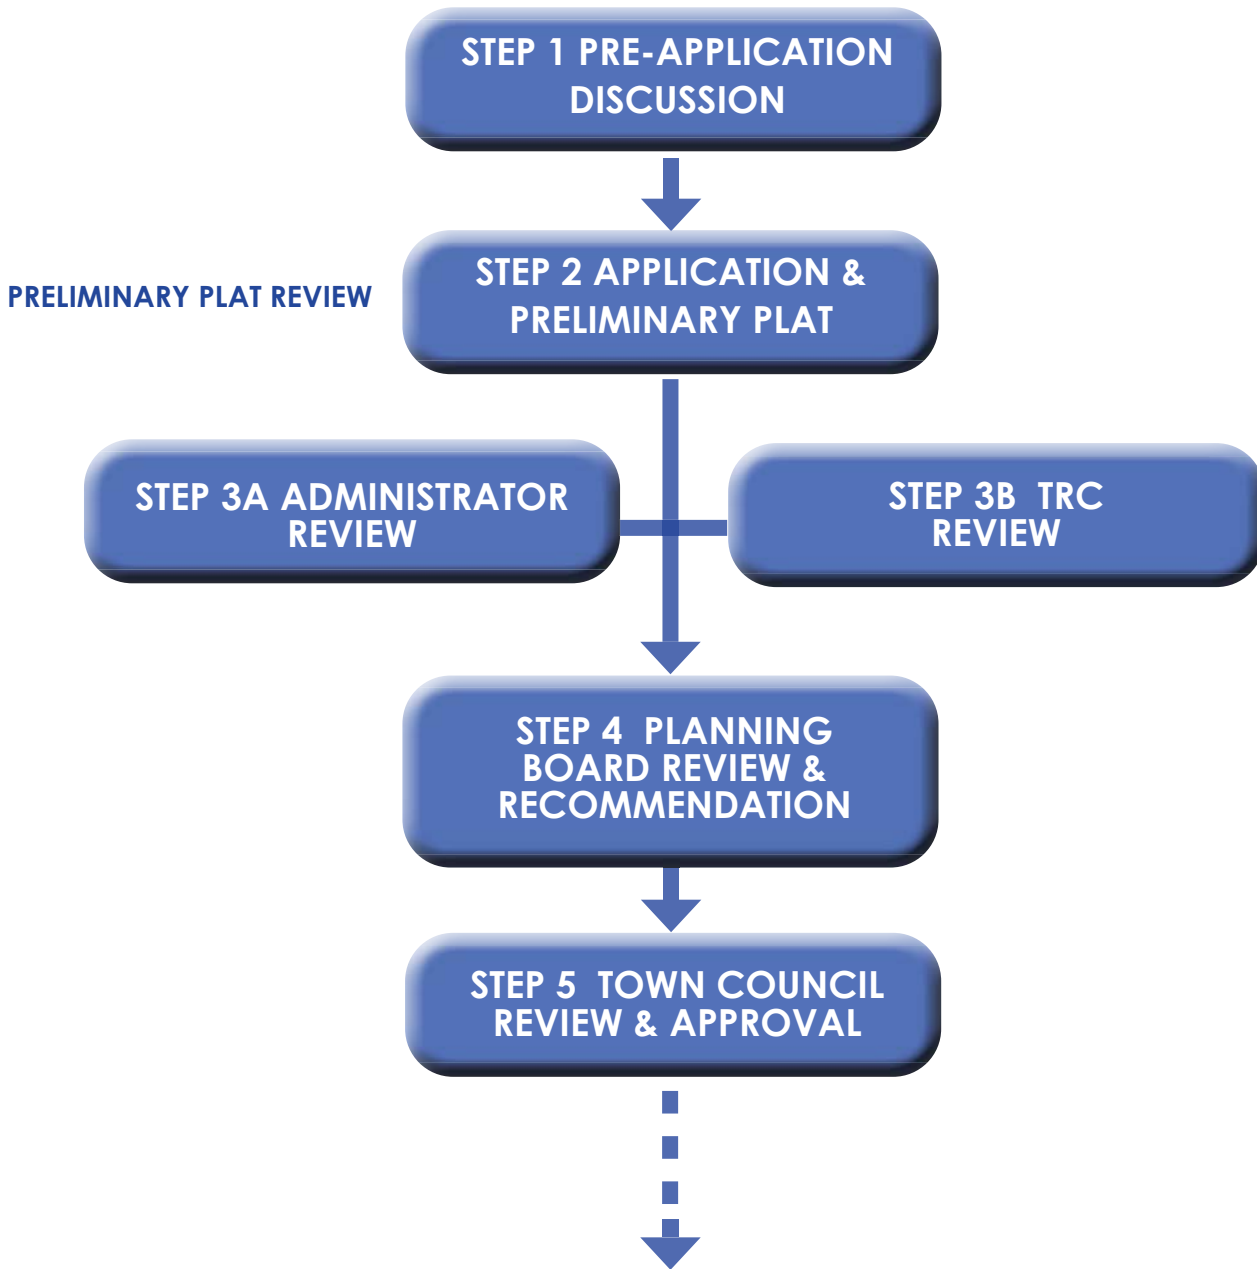 STEP 1 PRE-APPLICATION
DISCUSSION
STEP 2 APPLICATION &
PRELIMINARY PLAT
PRELIMINARY PLAT REVIEW
STEP 3A ADMINISTRATOR
REVIEW
STEP 3B TRC
REVIEW
STEP 4 PLANNING
BOARD REVIEW &
RECOMMENDATION
STEP 5 TOWN COUNCIL
REVIEW & APPROVAL